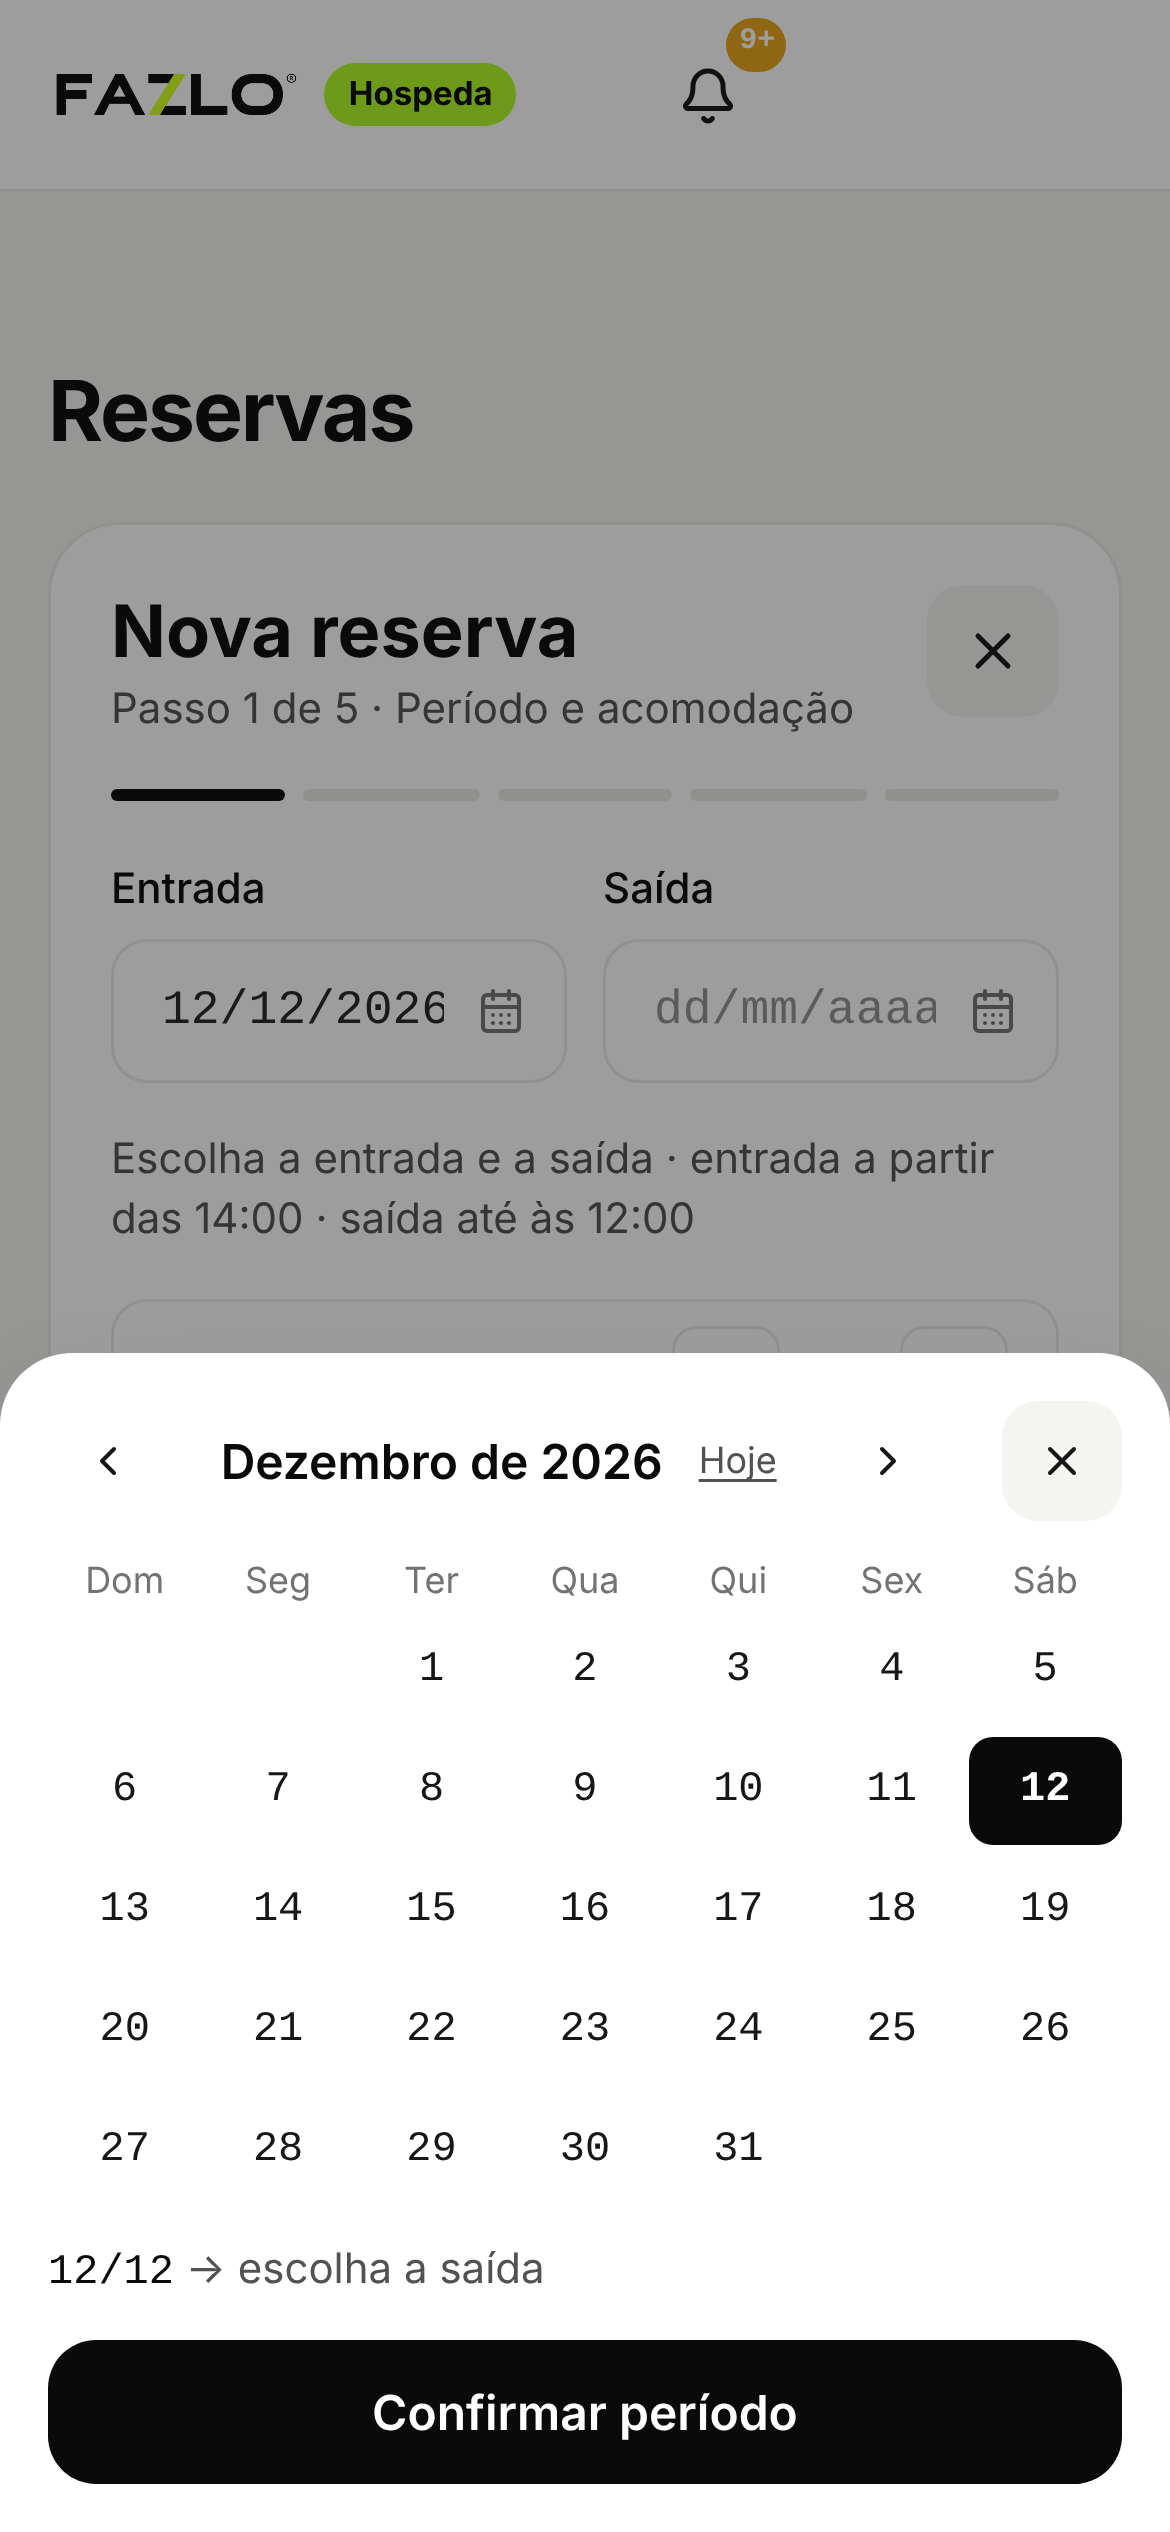 FAZLO® Hospeda 9+
Reservas
Nova reserva
Passo 1 de 5 · Período e acomodação
Entrada Saída
12/12/2026 dd/mm/aaaa
Escolha a entrada e a saída · entrada a partir
das 14:00 · saída até às 12:00
Dezembro de 2026 Hoje
Dom Seg Ter Qua Qui Sex Sáb
1 2 3 4 5
6 7 8 9 10 11 12
13 14 15 16 17 18 19
20 21 22 23 24 25 26
27 28 29 30 31
12/12 → escolha a saída
Confirmar período